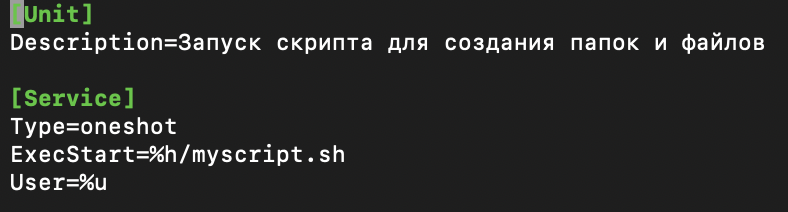 [Unit]
Description=Запуск скрипта для создания папок и файлов
[Service]
Type=oneshot
ExecStart=%h/myscript.sh
User=%u